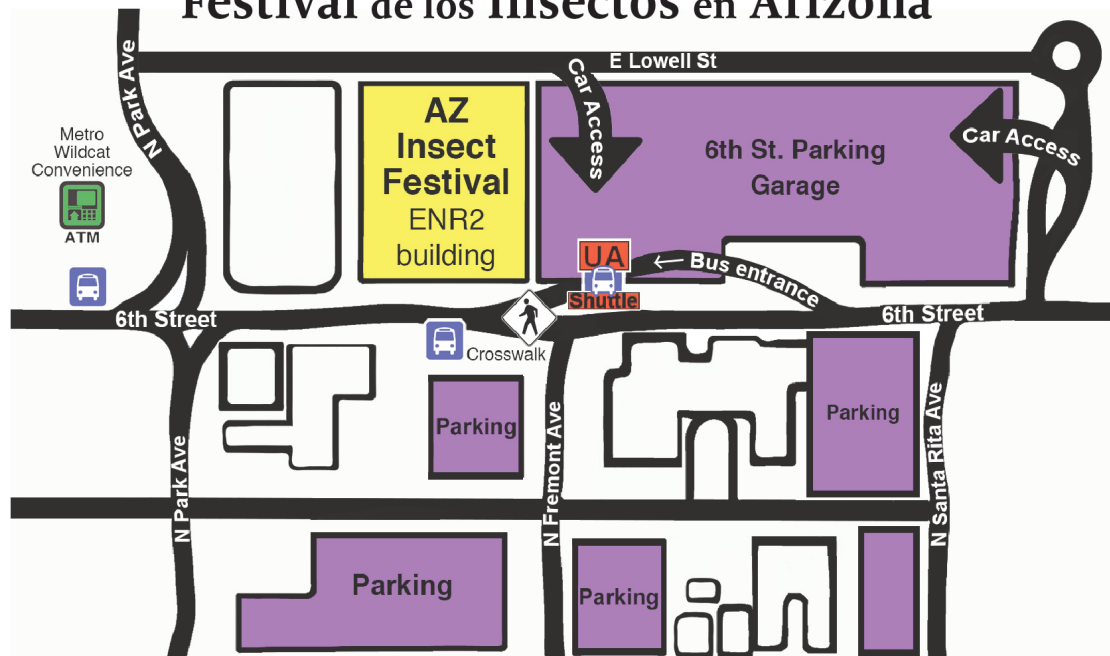 Festival de los Insectos en Arizona
E Lowell St
N Park Ave
Car Access
AZ
Insect
Festival
ENR2
building
6th St. Parking
Garage
Car Access
Metro
Wildcat
Convenience
ATM
UA
Shuttle
← Bus entrance
6th Street
6th Street
Crosswalk
Parking
Parking
N Park Ave
N Fremont Ave
N Santa Rita Ave
Parking
Parking